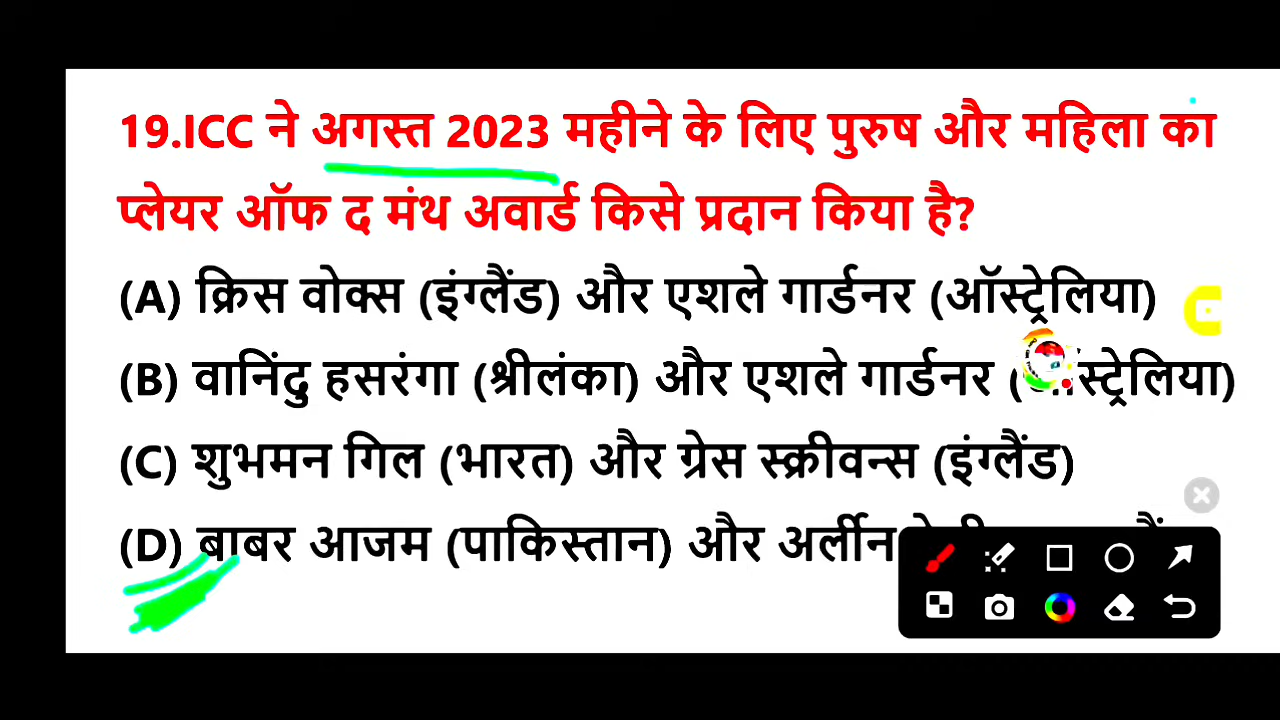 19.ICC ने अगस्त 2023 महीने के लिए पुरुष और महिला का
प्लेयर ऑफ द मंथ अवार्ड किसे प्रदान किया है?
(A) क्रिस वोक्स (इंग्लैंड) और एशले गार्डनर (ऑस्ट्रेलिया)
(B) वानिंदु हसरंगा (श्रीलंका) और एशले गार्डनर
(C) शुभमन गिल (भारत) और ग्रेस स्क्रीवन्स (इंग्लैंड)
(D) बाबर आजम (पाकिस्तान) और अर्लीन